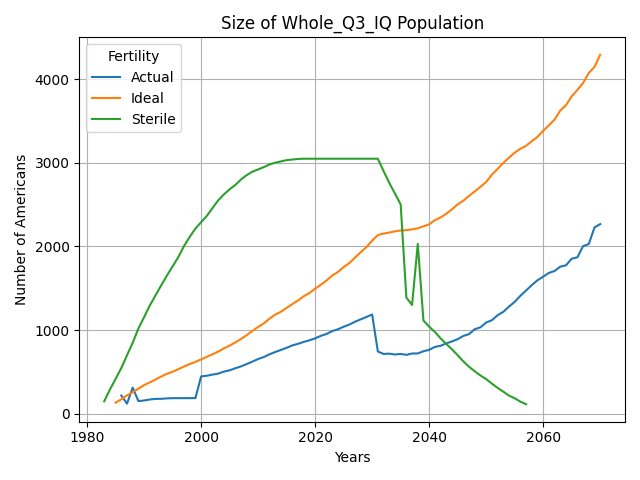 Size of Whole_Q3_IQ Population
Fertility
Actual
Ideal
Sterile
4000
3000
2000
1000
0
Number of Americans
1980
2000
2020
2040
2060
Years